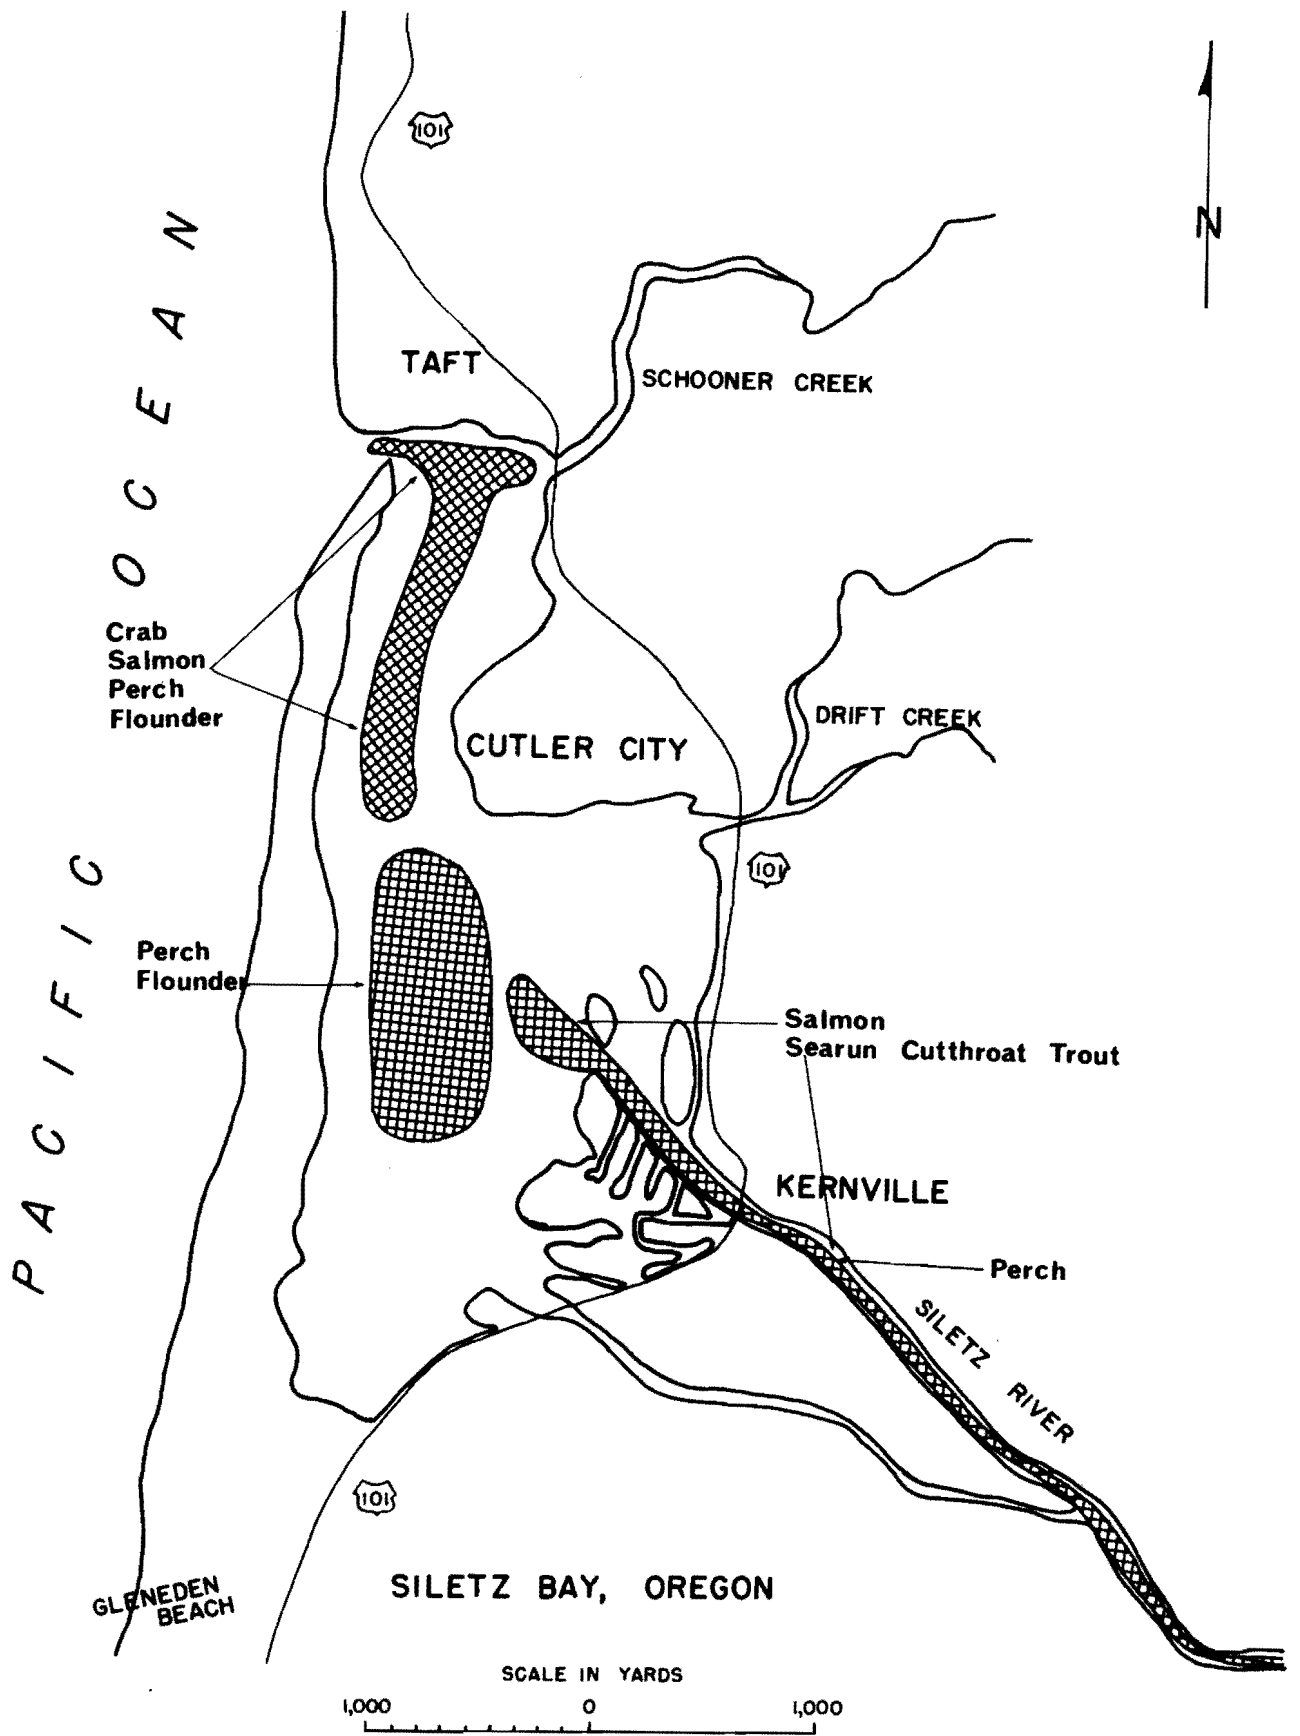 101
N
PACIFIC OCEAN
TAFT
SCHOONER CREEK
Crab
Salmon
Perch
Flounder
DRIFT CREEK
CUTLER CITY
101
Perch
Flounder
Salmon
Searun Cutthroat Trout
KERNVILLE
Perch
SILETZ RIVER
101
GLENEDEN
BEACH
SILETZ BAY, OREGON
SCALE IN YARDS
1,000 0 1,000